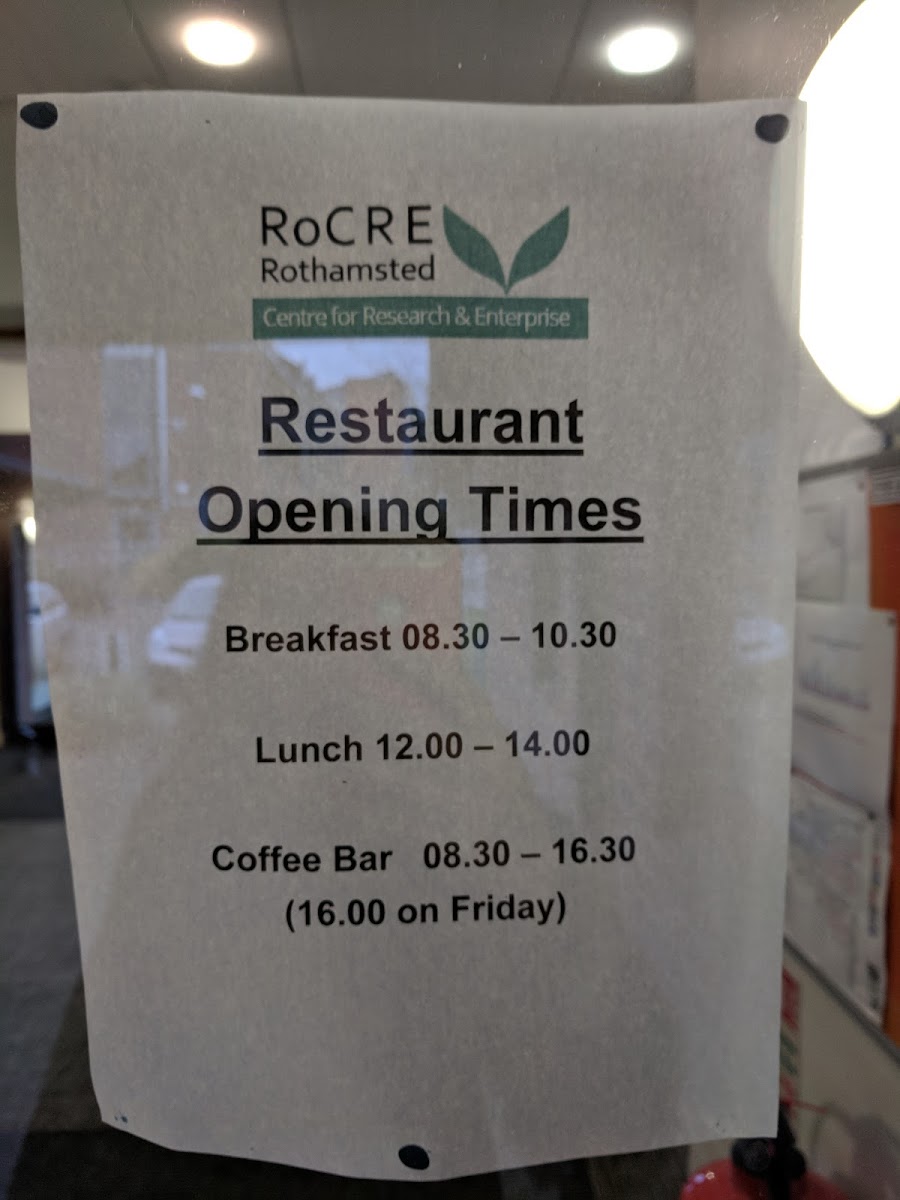 RoCRE
Rothamsted
Centre for Research & Enterprise
Restaurant
Opening Times
Breakfast 08.30 – 10.30
Lunch 12.00 – 14.00
Coffee Bar 08.30 – 16.30
(16.00 on Friday)